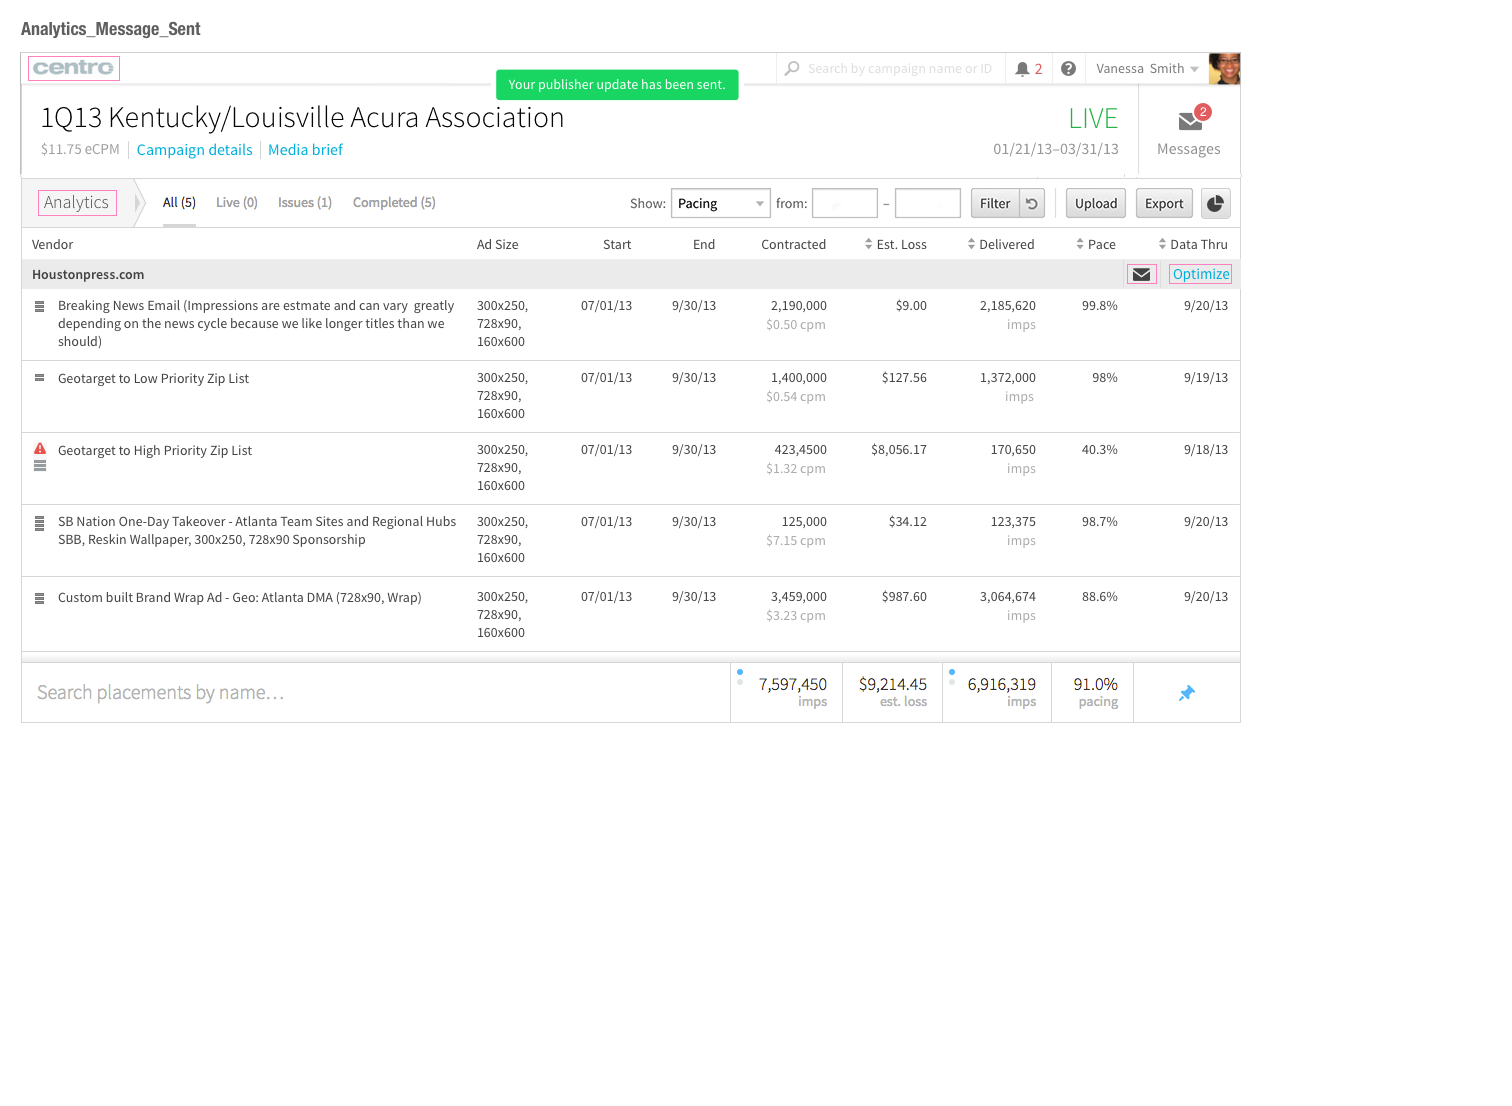 Analytics_Message_Sent
centro
Your publisher update has been sent.
Search by campaign name or ID
2
Vanessa Smith
1Q13 Kentucky/Louisville Acura Association
LIVE
2
$11.75 eCPM
Campaign details
Media brief
01/21/13–03/31/13
Messages
Analytics
All (5)
Live (0)
Issues (1)
Completed (5)
Show:
Pacing
from:
–
Filter
Upload
Export
Vendor
Ad Size
Start
End
Contracted
Est. Loss
Delivered
Pace
Data Thru
Houstonpress.com
Optimize
Breaking News Email (Impressions are estmate and can vary greatly
depending on the news cycle because we like longer titles than we
should)
300x250,
728x90,
160x600
07/01/13
9/30/13
2,190,000
$0.50 cpm
$9.00
2,185,620
imps
99.8%
9/20/13
Geotarget to Low Priority Zip List
300x250,
728x90,
160x600
07/01/13
9/30/13
1,400,000
$0.54 cpm
$127.56
1,372,000
imps
98%
9/19/13
Geotarget to High Priority Zip List
300x250,
728x90,
160x600
07/01/13
9/30/13
423,4500
$1.32 cpm
$8,056.17
170,650
imps
40.3%
9/18/13
SB Nation One-Day Takeover - Atlanta Team Sites and Regional Hubs
SBB, Reskin Wallpaper, 300x250, 728x90 Sponsorship
300x250,
728x90,
160x600
07/01/13
9/30/13
125,000
$7.15 cpm
$34.12
123,375
imps
98.7%
9/20/13
Custom built Brand Wrap Ad - Geo: Atlanta DMA (728x90, Wrap)
300x250,
728x90,
160x600
07/01/13
9/30/13
3,459,000
$3.23 cpm
$987.60
3,064,674
imps
88.6%
9/20/13
Search placements by name…
7,597,450
imps
$9,214.45
est. loss
6,916,319
imps
91.0%
pacing